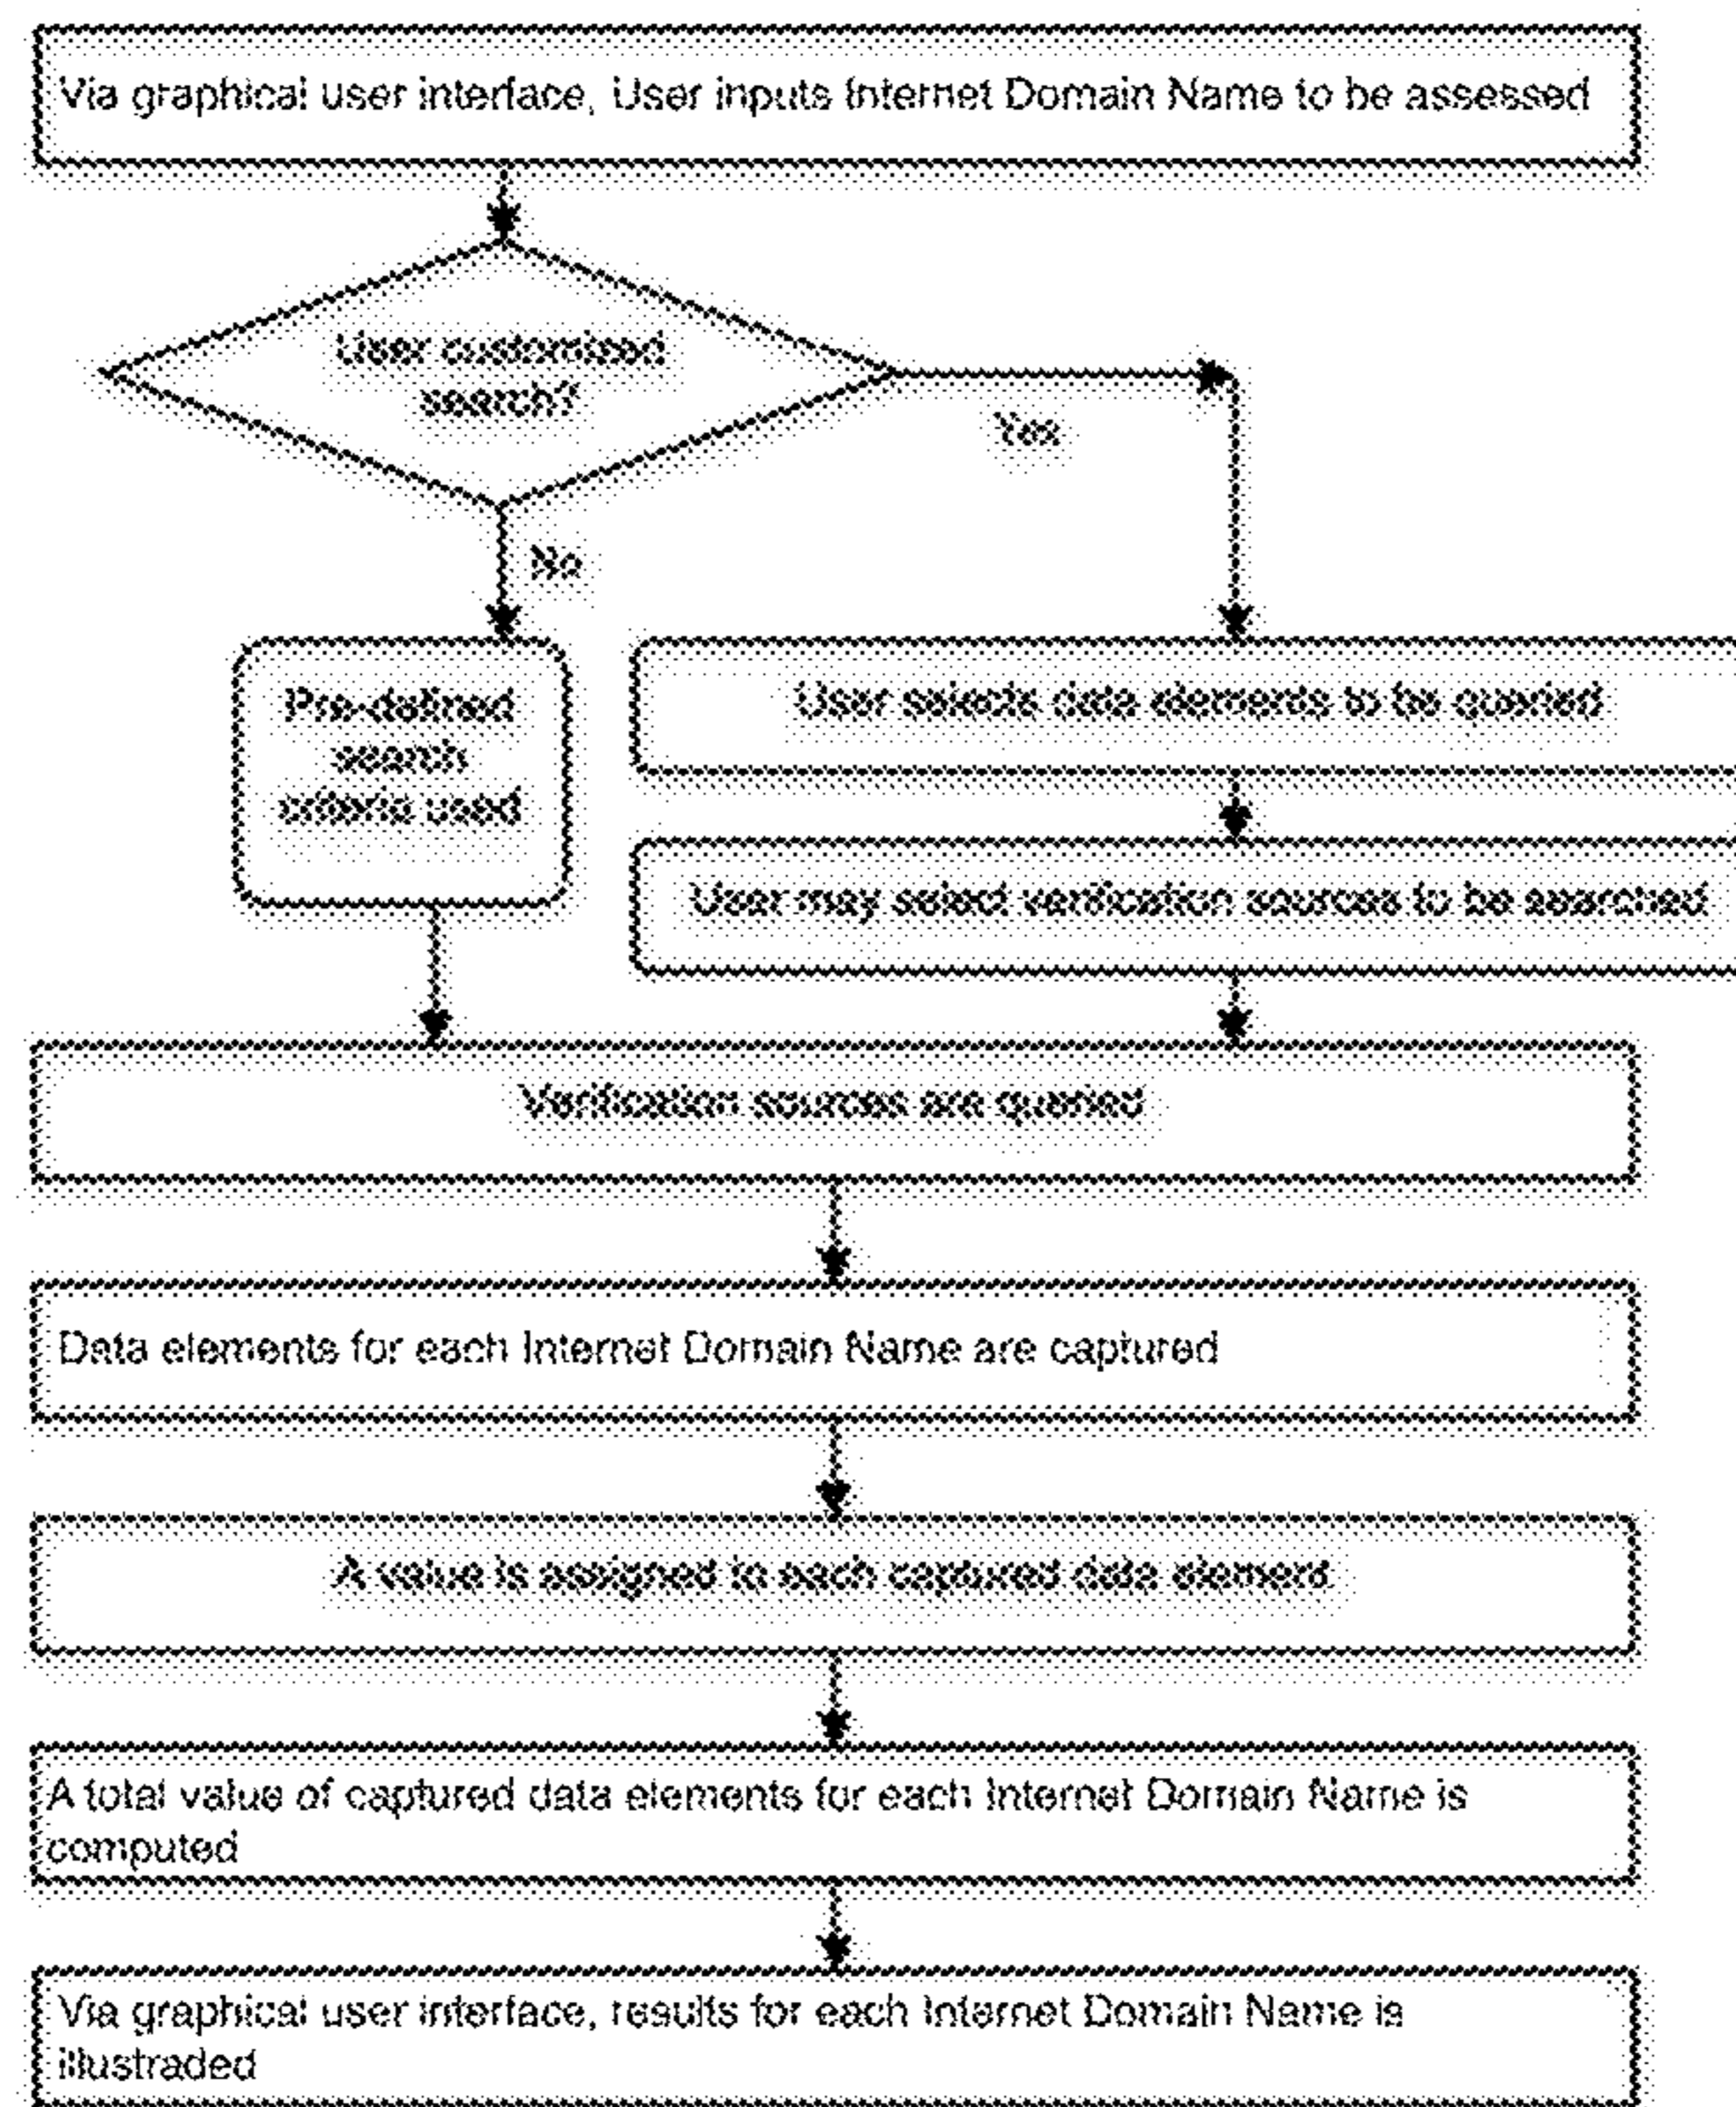 Via graphical user interface, User inputs Internet Domain Name to be assessed
User customized
search?
Yes
No
Pre-defined
search
criteria used
User selects data elements to be queried
User may select verification sources to be searched
Verification sources are queried
Data elements for each Internet Domain Name are captured
A value is assigned to each captured data element
A total value of captured data elements for each Internet Domain Name is
computed
Via graphical user interface, results for each Internet Domain Name is
illustraded